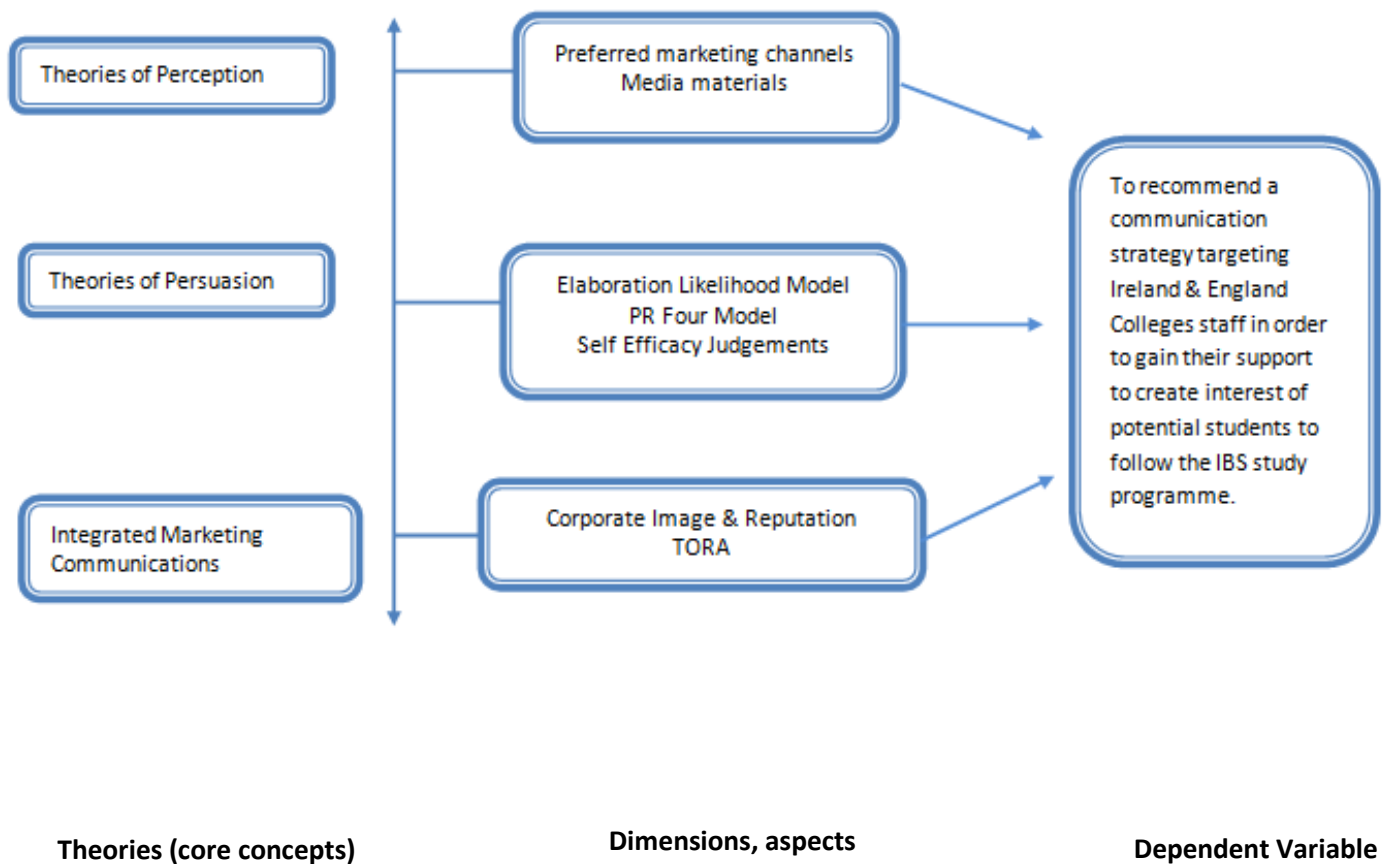 Theories of Perception
Preferred marketing channels
Media materials
Theories of Persuasion
Elaboration Likelihood Model
PR Four Model
Self Efficacy Judgements
Integrated Marketing
Communications
Corporate Image & Reputation
TORA
To recommend a
communication
strategy targeting
Ireland & England
Colleges staff in order
to gain their support
to create interest of
potential students to
follow the IBS study
programme.
Theories (core concepts)
Dimensions, aspects
Dependent Variable